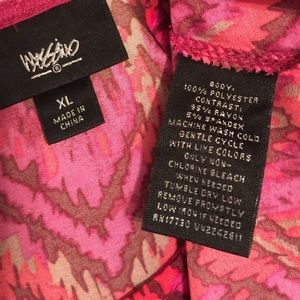 Mossimo
®
XL
MADE IN
CHINA
BODY:
100% POLYESTER
CONTRAST:
95% RAYON
5% SPANDEX
MACHINE WASH COLD
GENTLE CYCLE
WITH LIKE COLORS
ONLY NON-
CHLORINE BLEACH
WHEN NEEDED
TUMBLE DRY LOW
REMOVE PROMPTLY
LOW IRON IF NEEDED